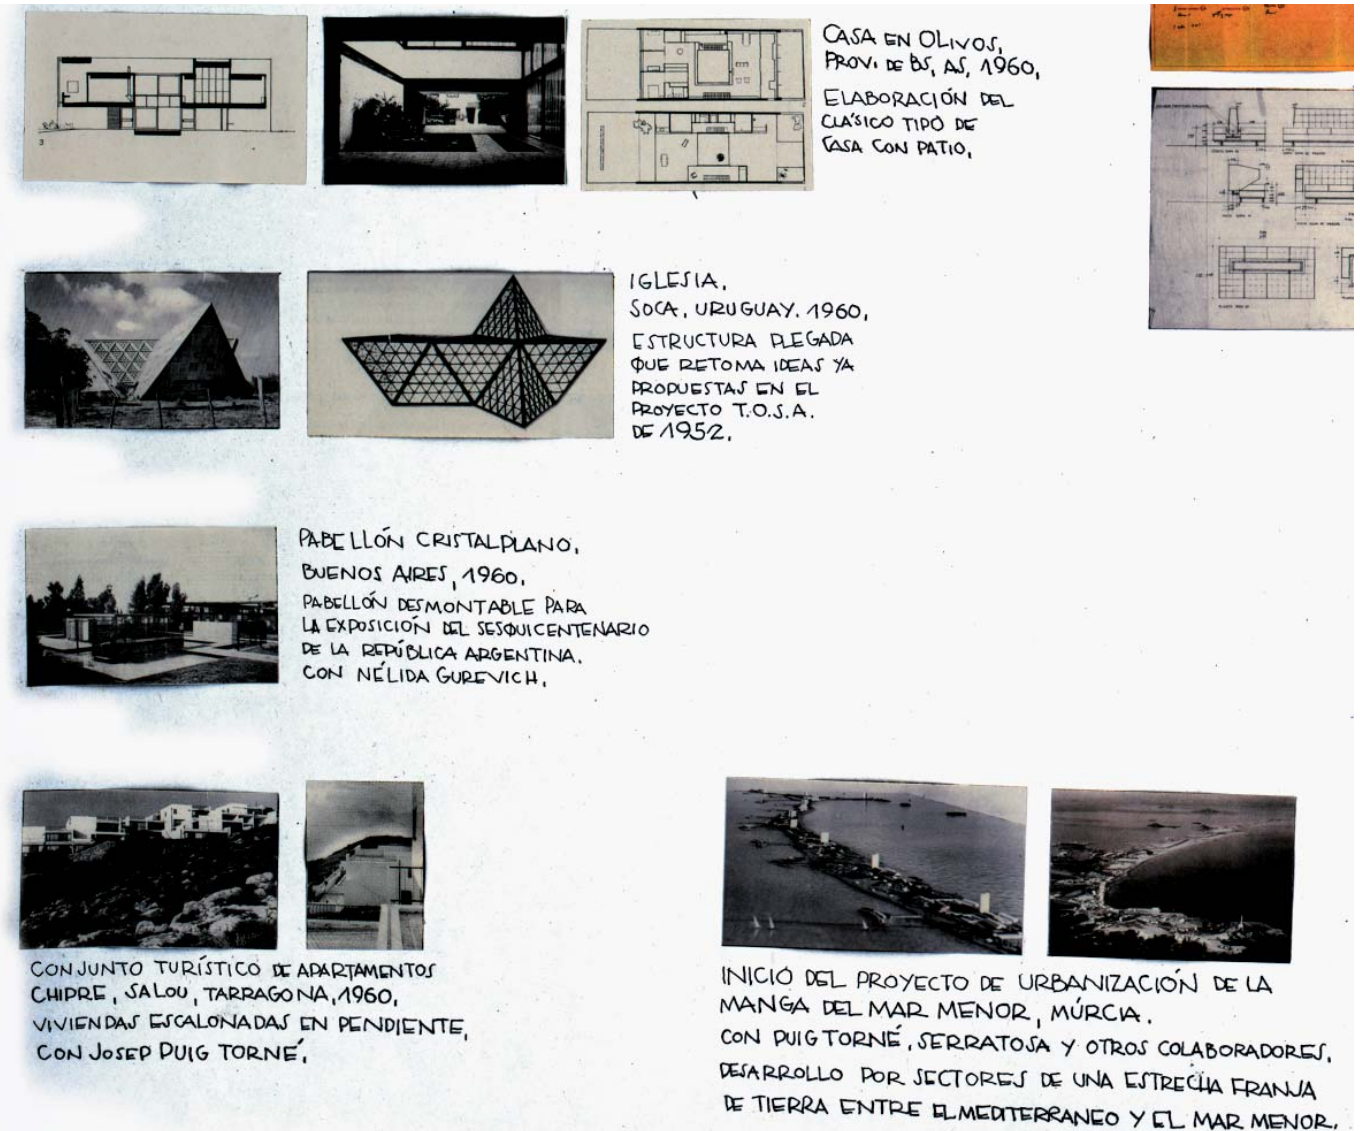 CASA EN OLIVOS,
PROV. DE BS, AS, 1960,
ELABORACIÓN DEL
CLÁSICO TIPO DE
CASA CON PATIO,
3
IGLESIA,
SOCA, URUGUAY. 1960,
ESTRUCTURA PLEGADA
QUE RETOMA IDEAS YA
PROPUESTAS EN EL
PROYECTO T.O.S.A.
DE 1952,
PABELLÓN CRISTALPLANO,
BUENOS AIRES, 1960,
PABELLÓN DESMONTABLE PARA
LA EXPOSICIÓN DEL SESQUICENTENARIO
DE LA REPÚBLICA ARGENTINA.
CON NÉLIDA GUREVICH,
CONJUNTO TURÍSTICO DE APARTAMENTOS
CHIPRE, SALOU, TARRAGONA, 1960,
VIVIENDAS ESCALONADAS EN PENDIENTE,
CON JOSEP PUIG TORNÉ,
INICIO DEL PROYECTO DE URBANIZACIÓN DE LA
MANGA DEL MAR MENOR, MÚRCIA.
CON PUIG TORNÉ, SERRATOSA Y OTROS COLABORADORES,
DESARROLLO POR SECTORES DE UNA ESTRECHA FRANJA
DE TIERRA ENTRE EL MEDITERRANEO Y EL MAR MENOR,